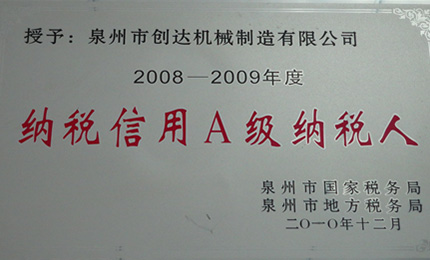 授予：泉州市创达机械制造有限公司
2008—2009年度
纳税信用A级纳税人
泉州市国家税务局
泉州市地方税务局
二〇一〇年十二月